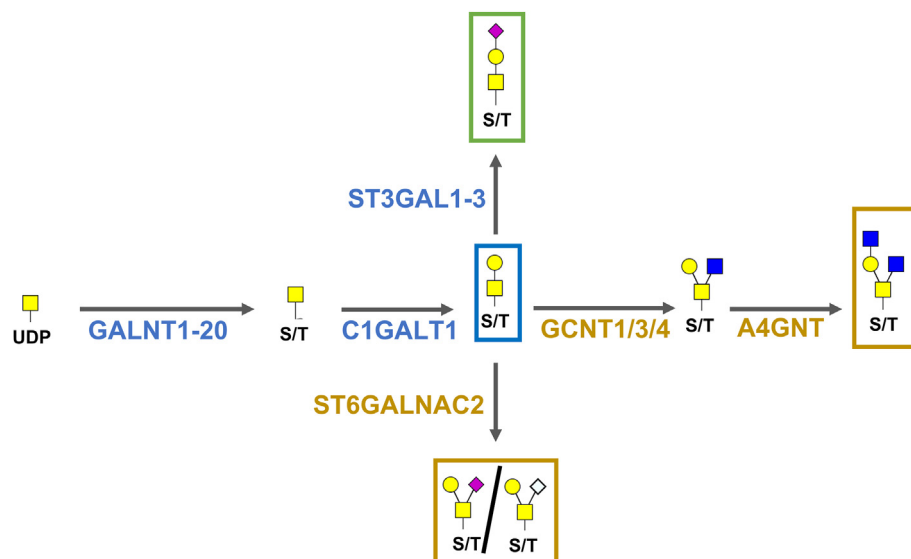 S/T
ST3GAL1-3
UDP
GALNT1-20
S/T
C1GALT1
S/T
GCNT1/3/4
S/T
A4GNT
S/T
ST6GALNAC2
S/T
S/T